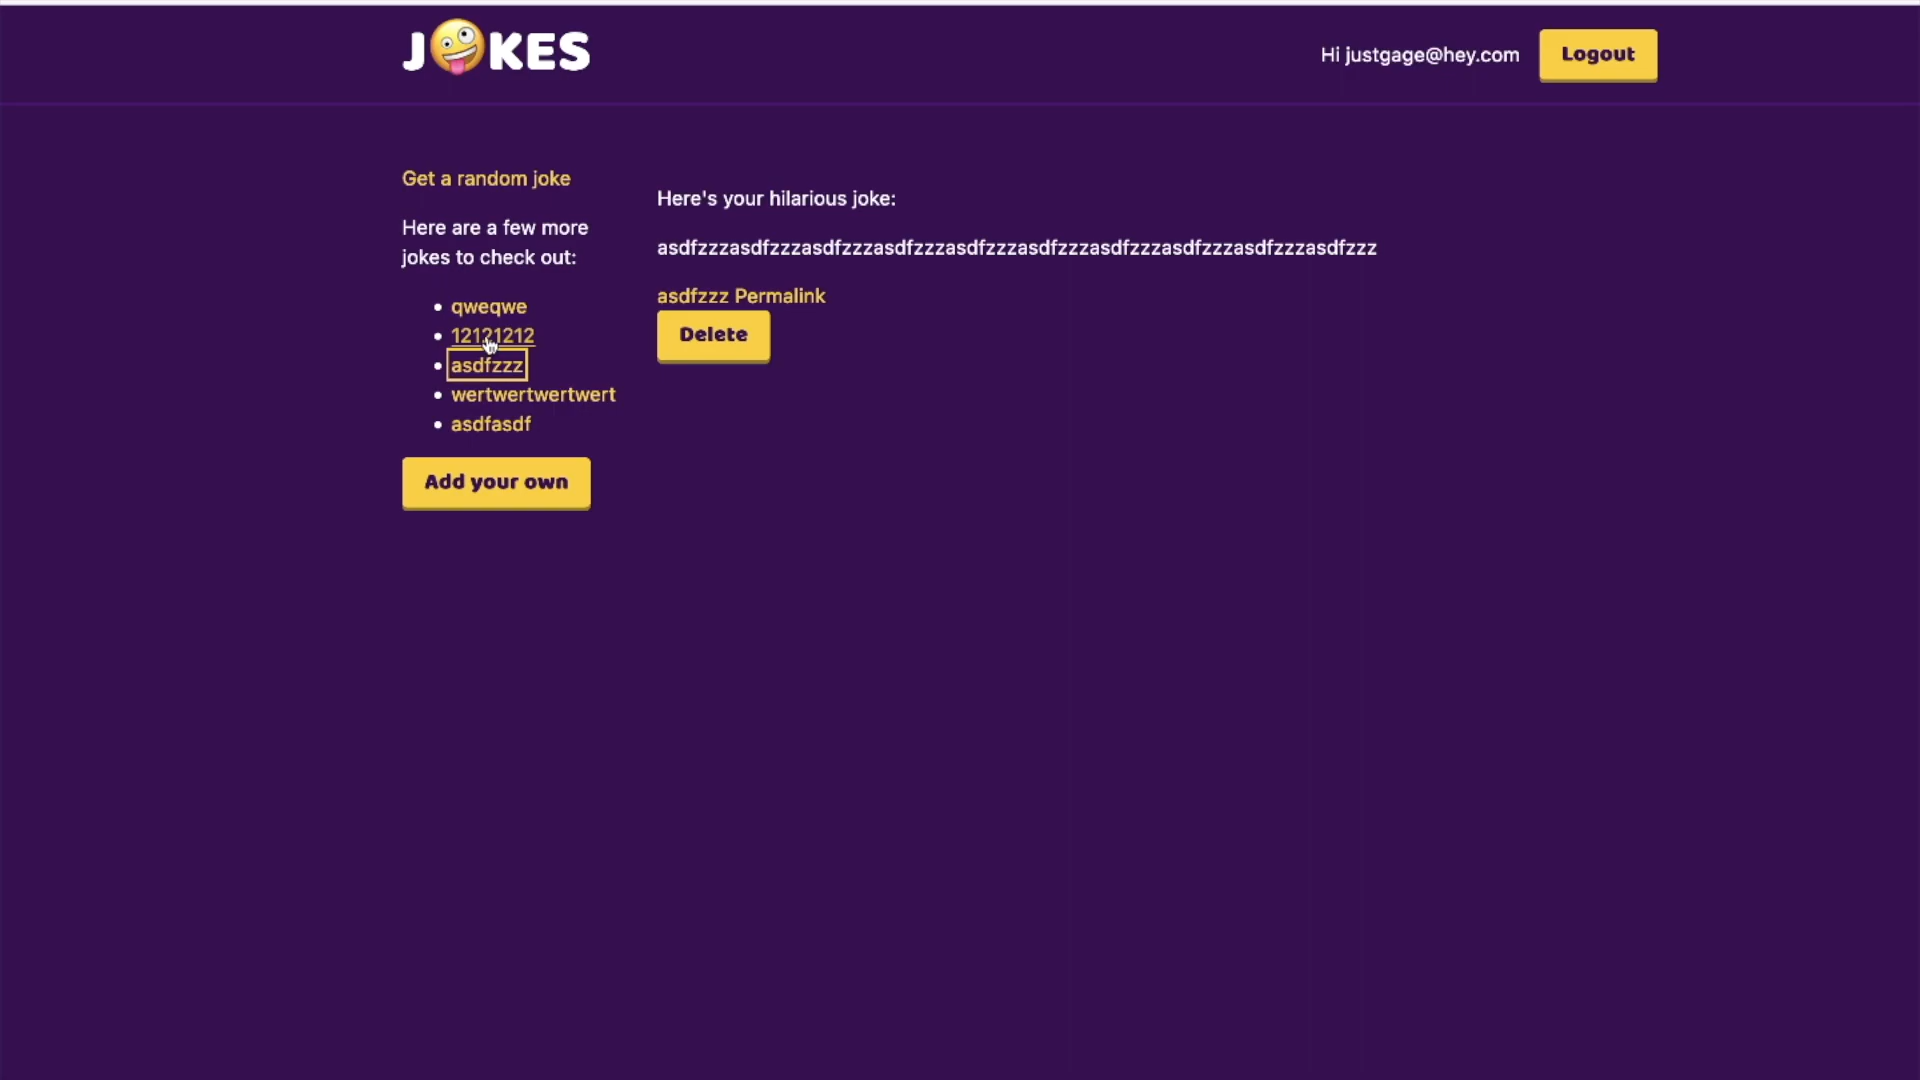 J🤪KES
Hi justgage@hey.com
Logout
Get a random joke
Here are a few more
jokes to check out:
qweqwe
12121212
asdfzzz
wertwertwertwert
asdfasdf
Add your own
Here's your hilarious joke:
asdfzzzasdfzzzasdfzzzasdfzzzasdfzzzasdfzzzasdfzzzasdfzzzasdfzzzasdfzzz
asdfzzz Permalink
Delete